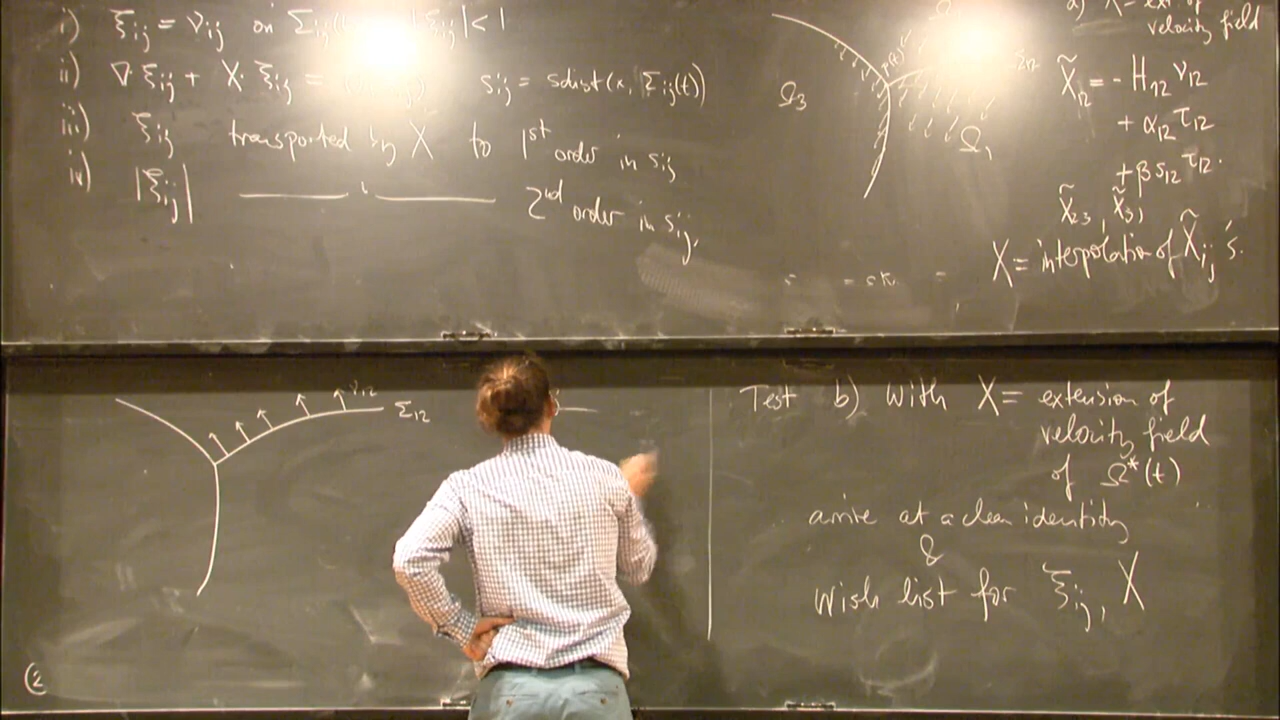 i) ξ_ij = ν_ij on Σ_ij |ξ_ij| < 1
ii) ∇·ξ_ij + X·ξ_ij = s_ij = sdist(x, Σ_ij(t))
iii) ξ_ij transported by X to 1st order in s_ij
iv) |ξ_ij| 2nd order in s_ij,
Ω_3
Ω_1
a) X = ext. of
velocity field
X̃_12 = - H_12 ν_12
+ α_12 τ_12
+ β s_12 τ_12.
X̃_23, X̃_31
X = interpolation of X̃_ij's.
ν_12
Σ_12
(2
Test b) With X = extension of
velocity field
of Ω*(t)
arrive at a clean identity
&
Wish list for ξ_ij, X